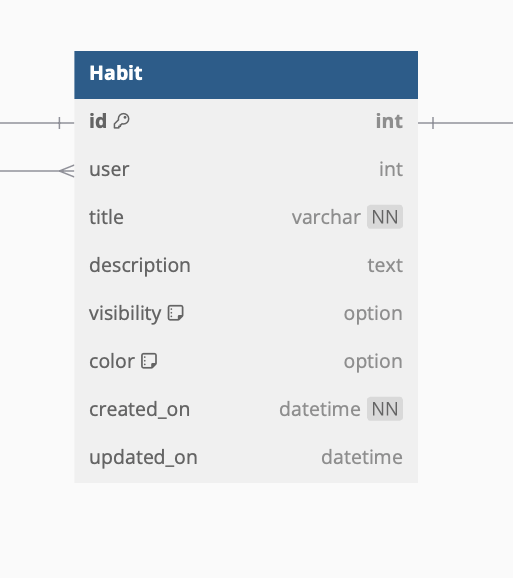 Habit
id int
user int
title varchar NN
description text
visibility option
color option
created_on datetime NN
updated_on datetime